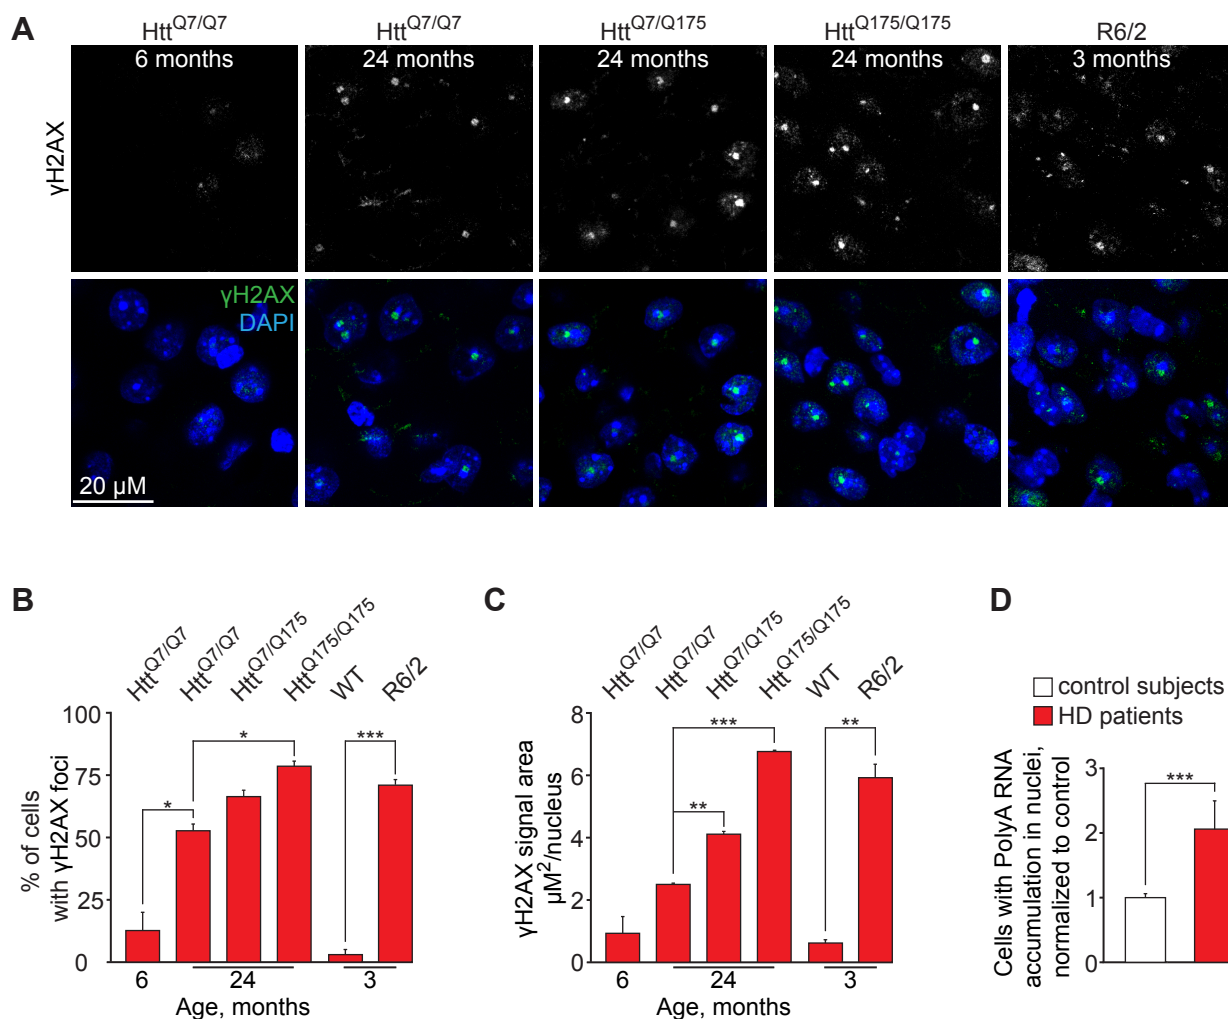 A
Htt^Q7/Q7 Htt^Q7/Q7 Htt^Q7/Q175 Htt^Q175/Q175 R6/2
6 months 24 months 24 months 24 months 3 months
γH2AX
γH2AX
DAPI
20 µM
B
Htt^Q7/Q7 Htt^Q7/Q7 Htt^Q7/Q175 Htt^Q175/Q175 WT R6/2
% of cells
with γH2AX foci
100
75
50
25
0
* * ***
6 24 3
Age, months
C
Htt^Q7/Q7 Htt^Q7/Q7 Htt^Q7/Q175 Htt^Q175/Q175 WT R6/2
γH2AX signal area
µM²/nucleus
8
6
4
2
0
*** ** **
6 24 3
Age, months
D
control subjects
HD patients
Cells with PolyA RNA
accumulation in nuclei,
normalized to control
3
2
1
0
***